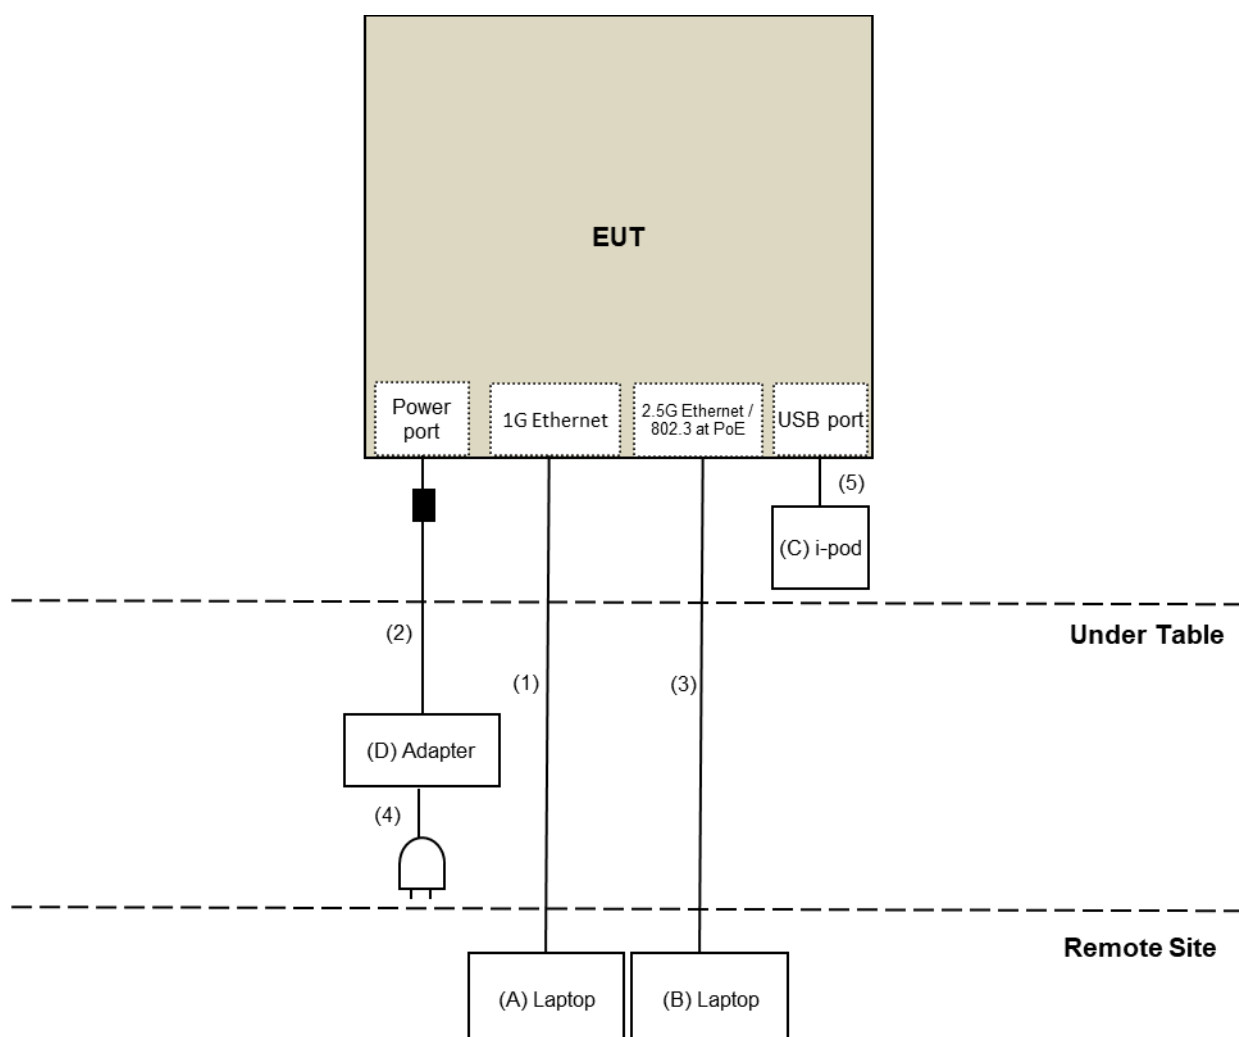 EUT
Power
port
1G Ethernet
2.5G Ethernet /
802.3 at PoE
USB port
(5)
(C) i-pod
(2)
Under Table
(1)
(3)
(D) Adapter
(4)
Remote Site
(A) Laptop
(B) Laptop